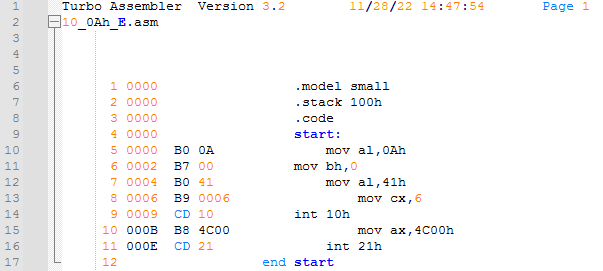 1 Turbo Assembler Version 3.2 11/28/22 14:47:54 Page 1
2 10_0Ah_E.asm
3
4
5
6 1 0000 .model small
7 2 0000 .stack 100h
8 3 0000 .code
9 4 0000 start:
10 5 0000 B0 0A mov al,0Ah
11 6 0002 B7 00 mov bh,0
12 7 0004 B0 41 mov al,41h
13 8 0006 B9 0006 mov cx,6
14 9 0009 CD 10 int 10h
15 10 000B B8 4C00 mov ax,4C00h
16 11 000E CD 21 int 21h
17 12 end start